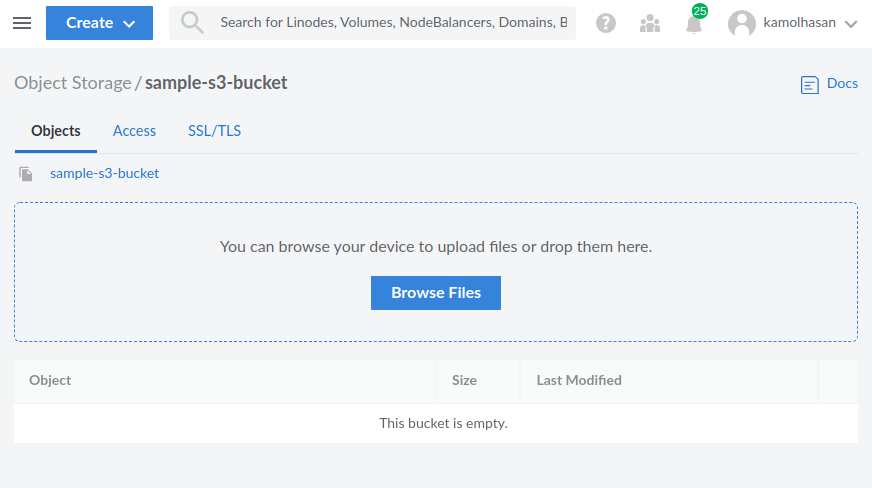 Create
Search for Linodes, Volumes, NodeBalancers, Domains, B
25
kamolhasan
Object Storage / sample-s3-bucket
Docs
Objects Access SSL/TLS
sample-s3-bucket
You can browse your device to upload files or drop them here.
Browse Files
Object Size Last Modified
This bucket is empty.